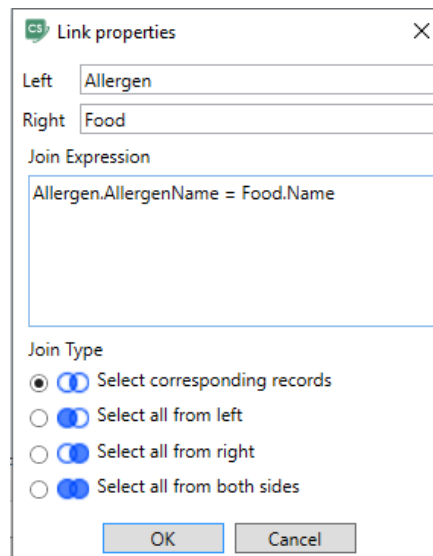 CS Link properties
Left Allergen
Right Food
Join Expression
Allergen.AllergenName = Food.Name
Join Type
Select corresponding records
Select all from left
Select all from right
Select all from both sides
OK Cancel